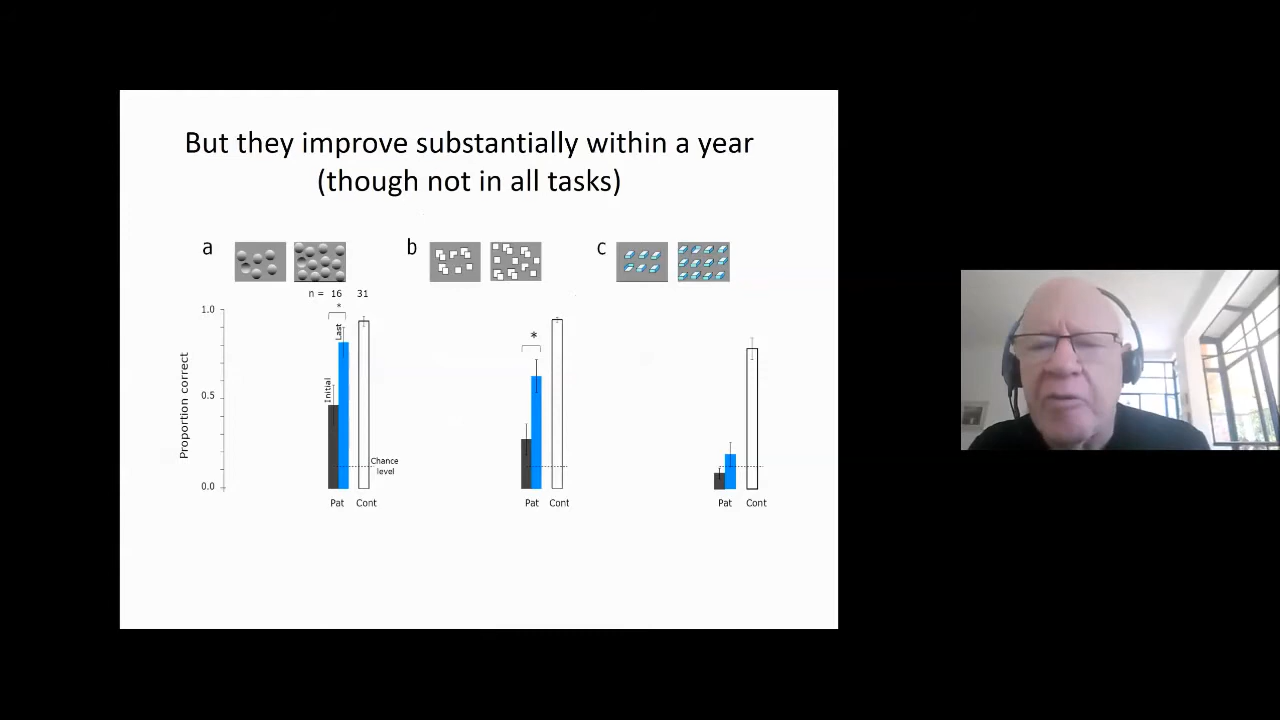 But they improve substantially within a year
(though not in all tasks)
a
b
c
n = 16 31
*
*
Initial
Last
1.0
0.5
0.0
Proportion correct
Chance
level
Pat Cont
Pat Cont
Pat Cont